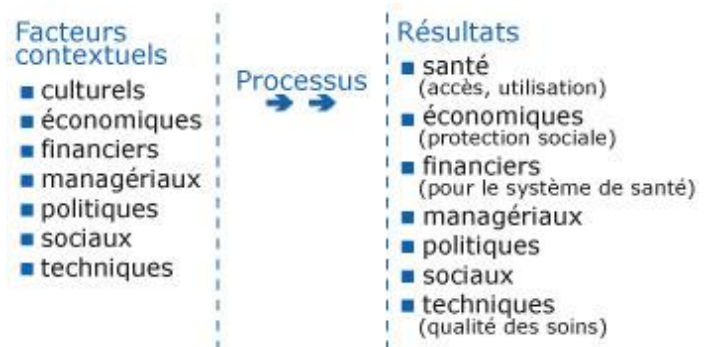 Facteurs
contextuels
culturels
économiques
financiers
managériaux
politiques
sociaux
techniques
Processus
Résultats
santé
(accès, utilisation)
économiques
(protection sociale)
financiers
(pour le système de santé)
managériaux
politiques
sociaux
techniques
(qualité des soins)